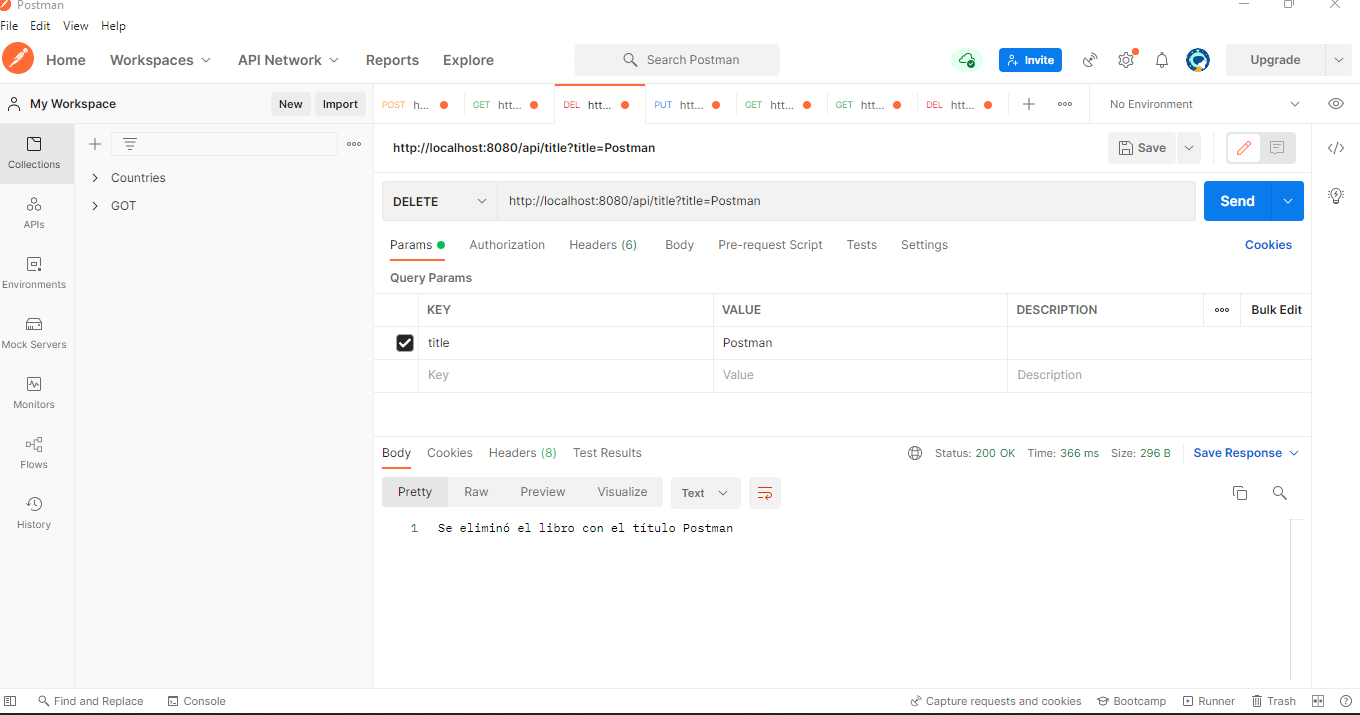 Postman
File Edit View Help
Home Workspaces API Network Reports Explore Search Postman Invite Upgrade
My Workspace New Import POST h... GET htt... DEL htt... PUT htt... GET htt... GET htt... DEL htt... No Environment
Collections
APIs
Environments
Mock Servers
Monitors
Flows
History
Countries
GOT
http://localhost:8080/api/title?title=Postman Save
DELETE http://localhost:8080/api/title?title=Postman Send
Params Authorization Headers (6) Body Pre-request Script Tests Settings Cookies
Query Params
KEY VALUE DESCRIPTION Bulk Edit
title Postman
Key Value Description
Body Cookies Headers (8) Test Results Status: 200 OK Time: 366 ms Size: 296 B Save Response
Pretty Raw Preview Visualize Text
1 Se eliminó el libro con el título Postman
Find and Replace Console Capture requests and cookies Bootcamp Runner Trash